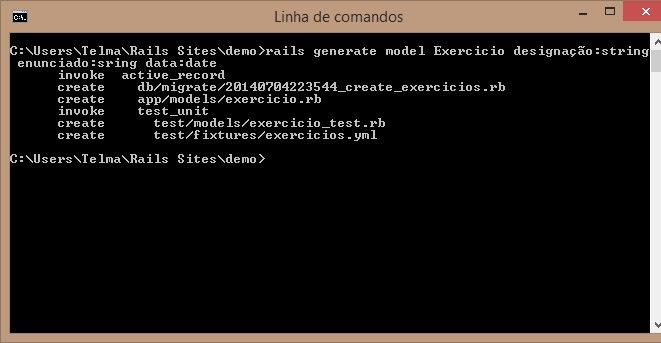 Linha de comandos
C:\Users\Telma\Rails Sites\demo>rails generate model Exercicio designação:string
enunciado:sring data:date
invoke active_record
create db/migrate/20140704223544_create_exercicios.rb
create app/models/exercicio.rb
invoke test_unit
create test/models/exercicio_test.rb
create test/fixtures/exercicios.yml
C:\Users\Telma\Rails Sites\demo>